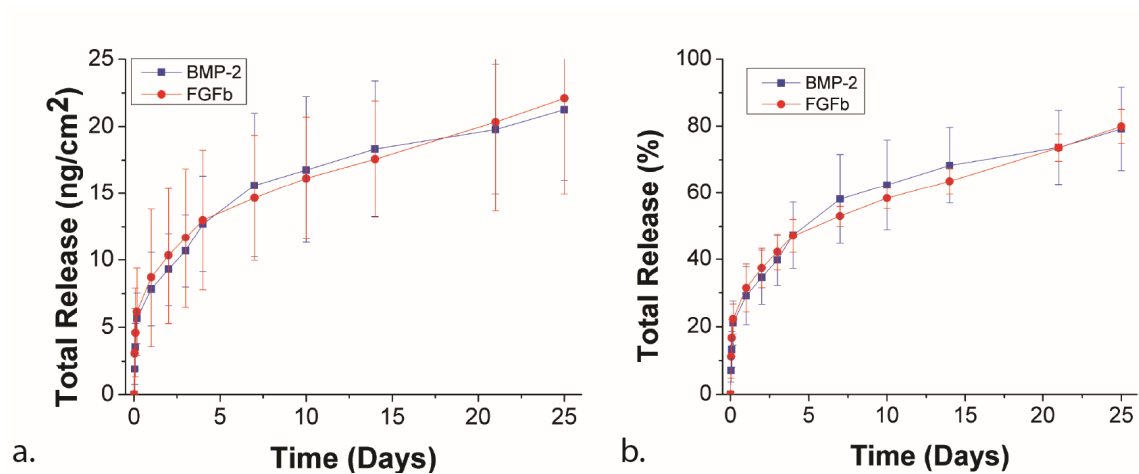 BMP-2
FGFb
Total Release (ng/cm²)
25
20
15
10
5
0
0 5 10 15 20 25
Time (Days)
a.
BMP-2
FGFb
Total Release (%)
100
80
60
40
20
0
0 5 10 15 20 25
Time (Days)
b.